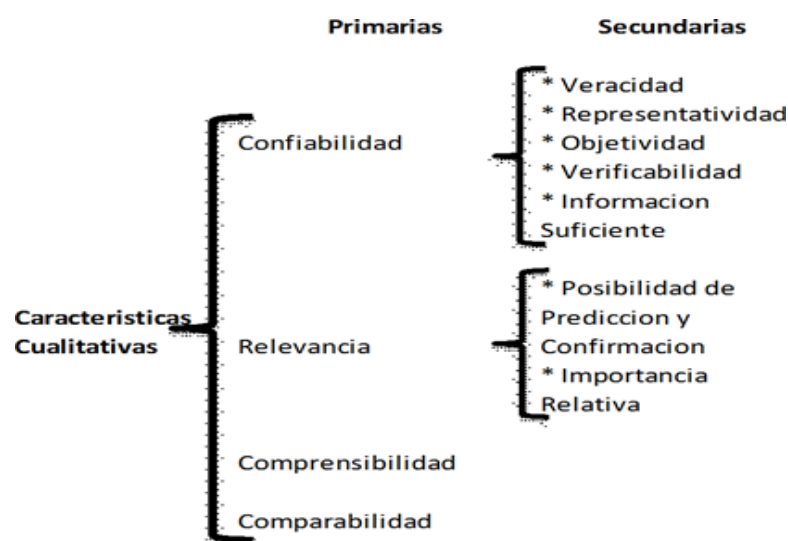 Primarias
Secundarias
Caracteristicas
Cualitativas
Confiabilidad
* Veracidad
* Representatividad
* Objetividad
* Verificabilidad
* Informacion
Suficiente
Relevancia
* Posibilidad de
Prediccion y
Confirmacion
* Importancia
Relativa
Comprensibilidad
Comparabilidad